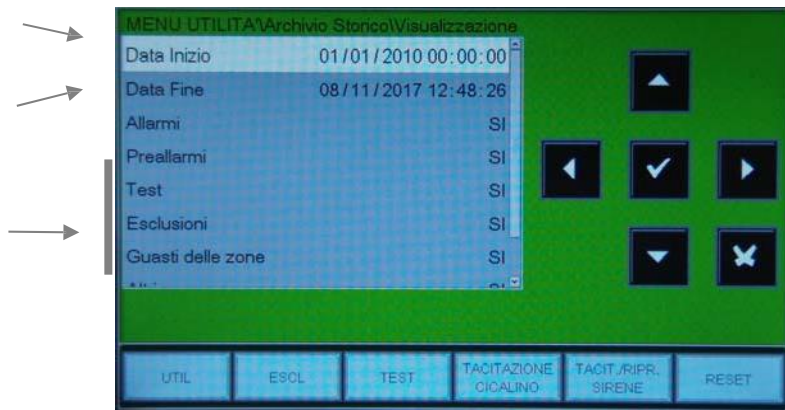 MENU UTILITA'\Archivio Storico\Visualizzazione
Data Inizio 01/01/2010 00:00:00
Data Fine 08/11/2017 12:48:26
Allarmi SI
Preallarmi SI
Test SI
Esclusioni SI
Guasti delle zone SI
UTIL
ESCL
TEST
TACITAZIONE
CICALINO
TACIT./RIPR.
SIRENE
RESET